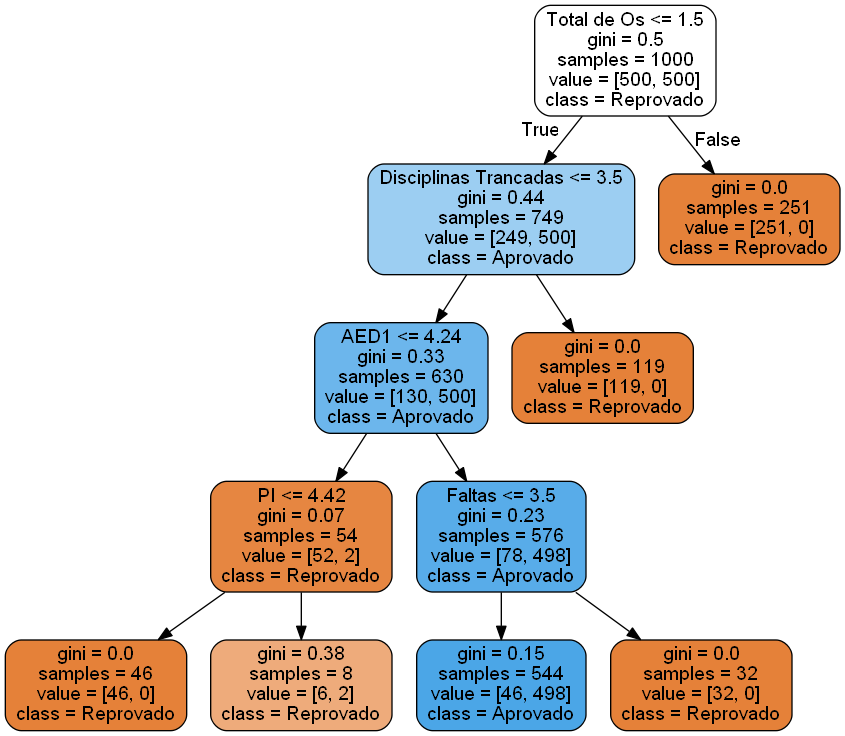 Total de Os <= 1.5
gini = 0.5
samples = 1000
value = [500, 500]
class = Reprovado
True
False
Disciplinas Trancadas <= 3.5
gini = 0.44
samples = 749
value = [249, 500]
class = Aprovado
gini = 0.0
samples = 251
value = [251, 0]
class = Reprovado
AED1 <= 4.24
gini = 0.33
samples = 630
value = [130, 500]
class = Aprovado
gini = 0.0
samples = 119
value = [119, 0]
class = Reprovado
PI <= 4.42
gini = 0.07
samples = 54
value = [52, 2]
class = Reprovado
Faltas <= 3.5
gini = 0.23
samples = 576
value = [78, 498]
class = Aprovado
gini = 0.0
samples = 46
value = [46, 0]
class = Reprovado
gini = 0.38
samples = 8
value = [6, 2]
class = Reprovado
gini = 0.15
samples = 544
value = [46, 498]
class = Aprovado
gini = 0.0
samples = 32
value = [32, 0]
class = Reprovado